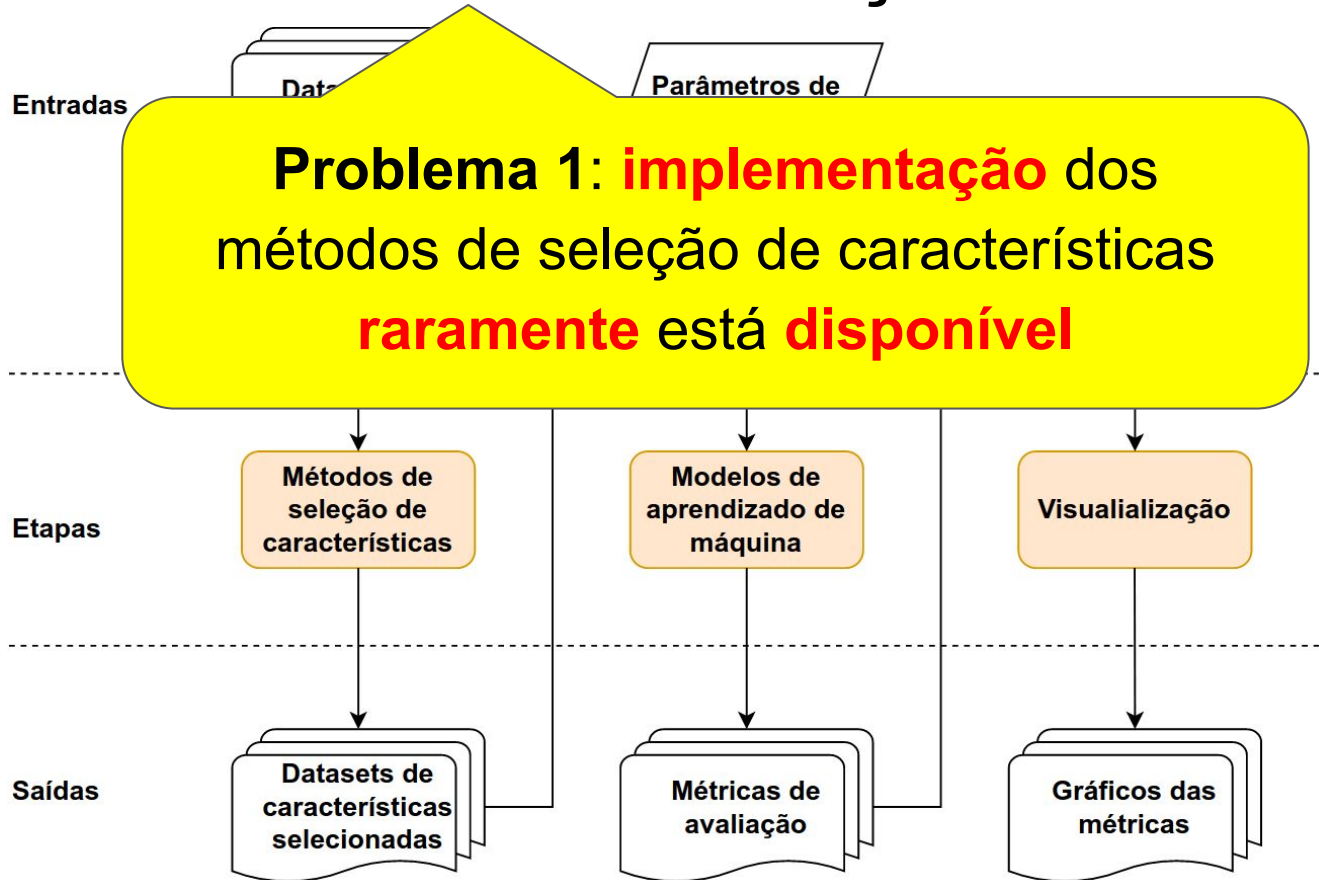 Entradas
Parâmetros de
Problema 1: implementação dos
métodos de seleção de características
raramente está disponível
Etapas
Métodos de
seleção de
características
Modelos de
aprendizado de
máquina
Visualialização
Saídas
Datasets de
características
selecionadas
Métricas de
avaliação
Gráficos das
métricas